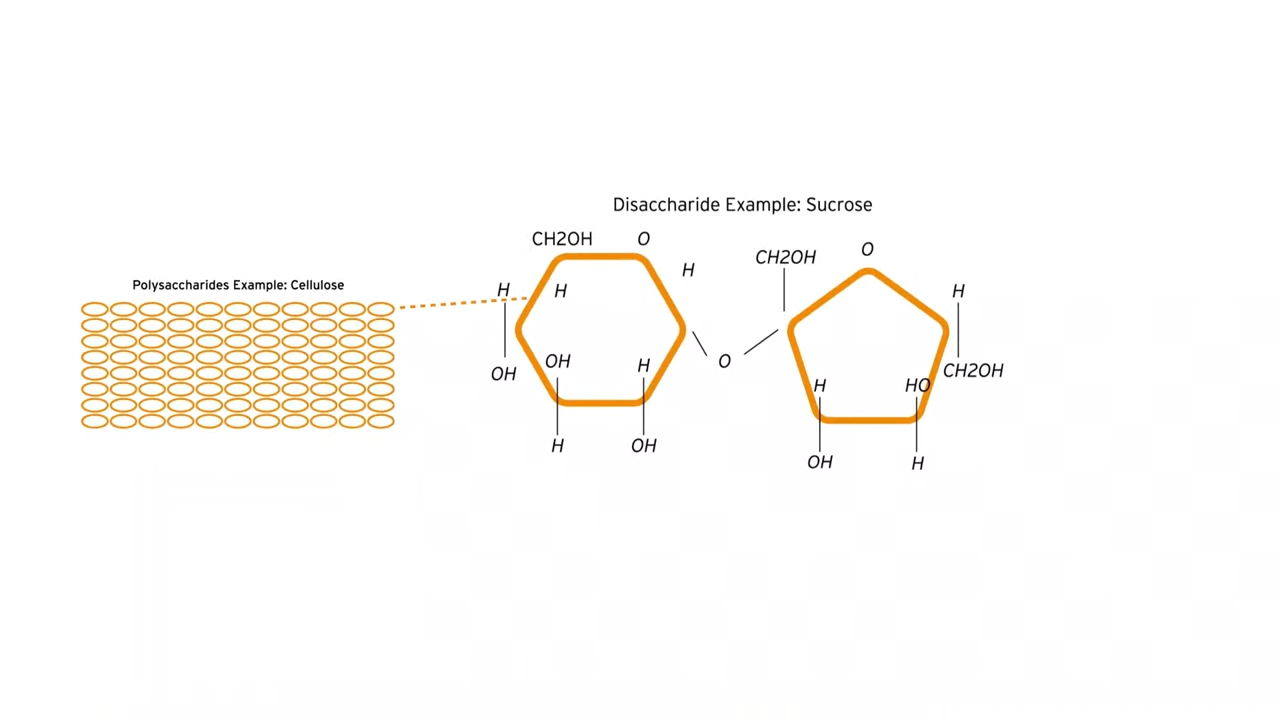 Disaccharide Example: Sucrose
CH2OH O
H
CH2OH
O
Polysaccharides Example: Cellulose
H H
H
OH
H
O
OH
CH2OH
H
HO
H
OH
H
OH
H